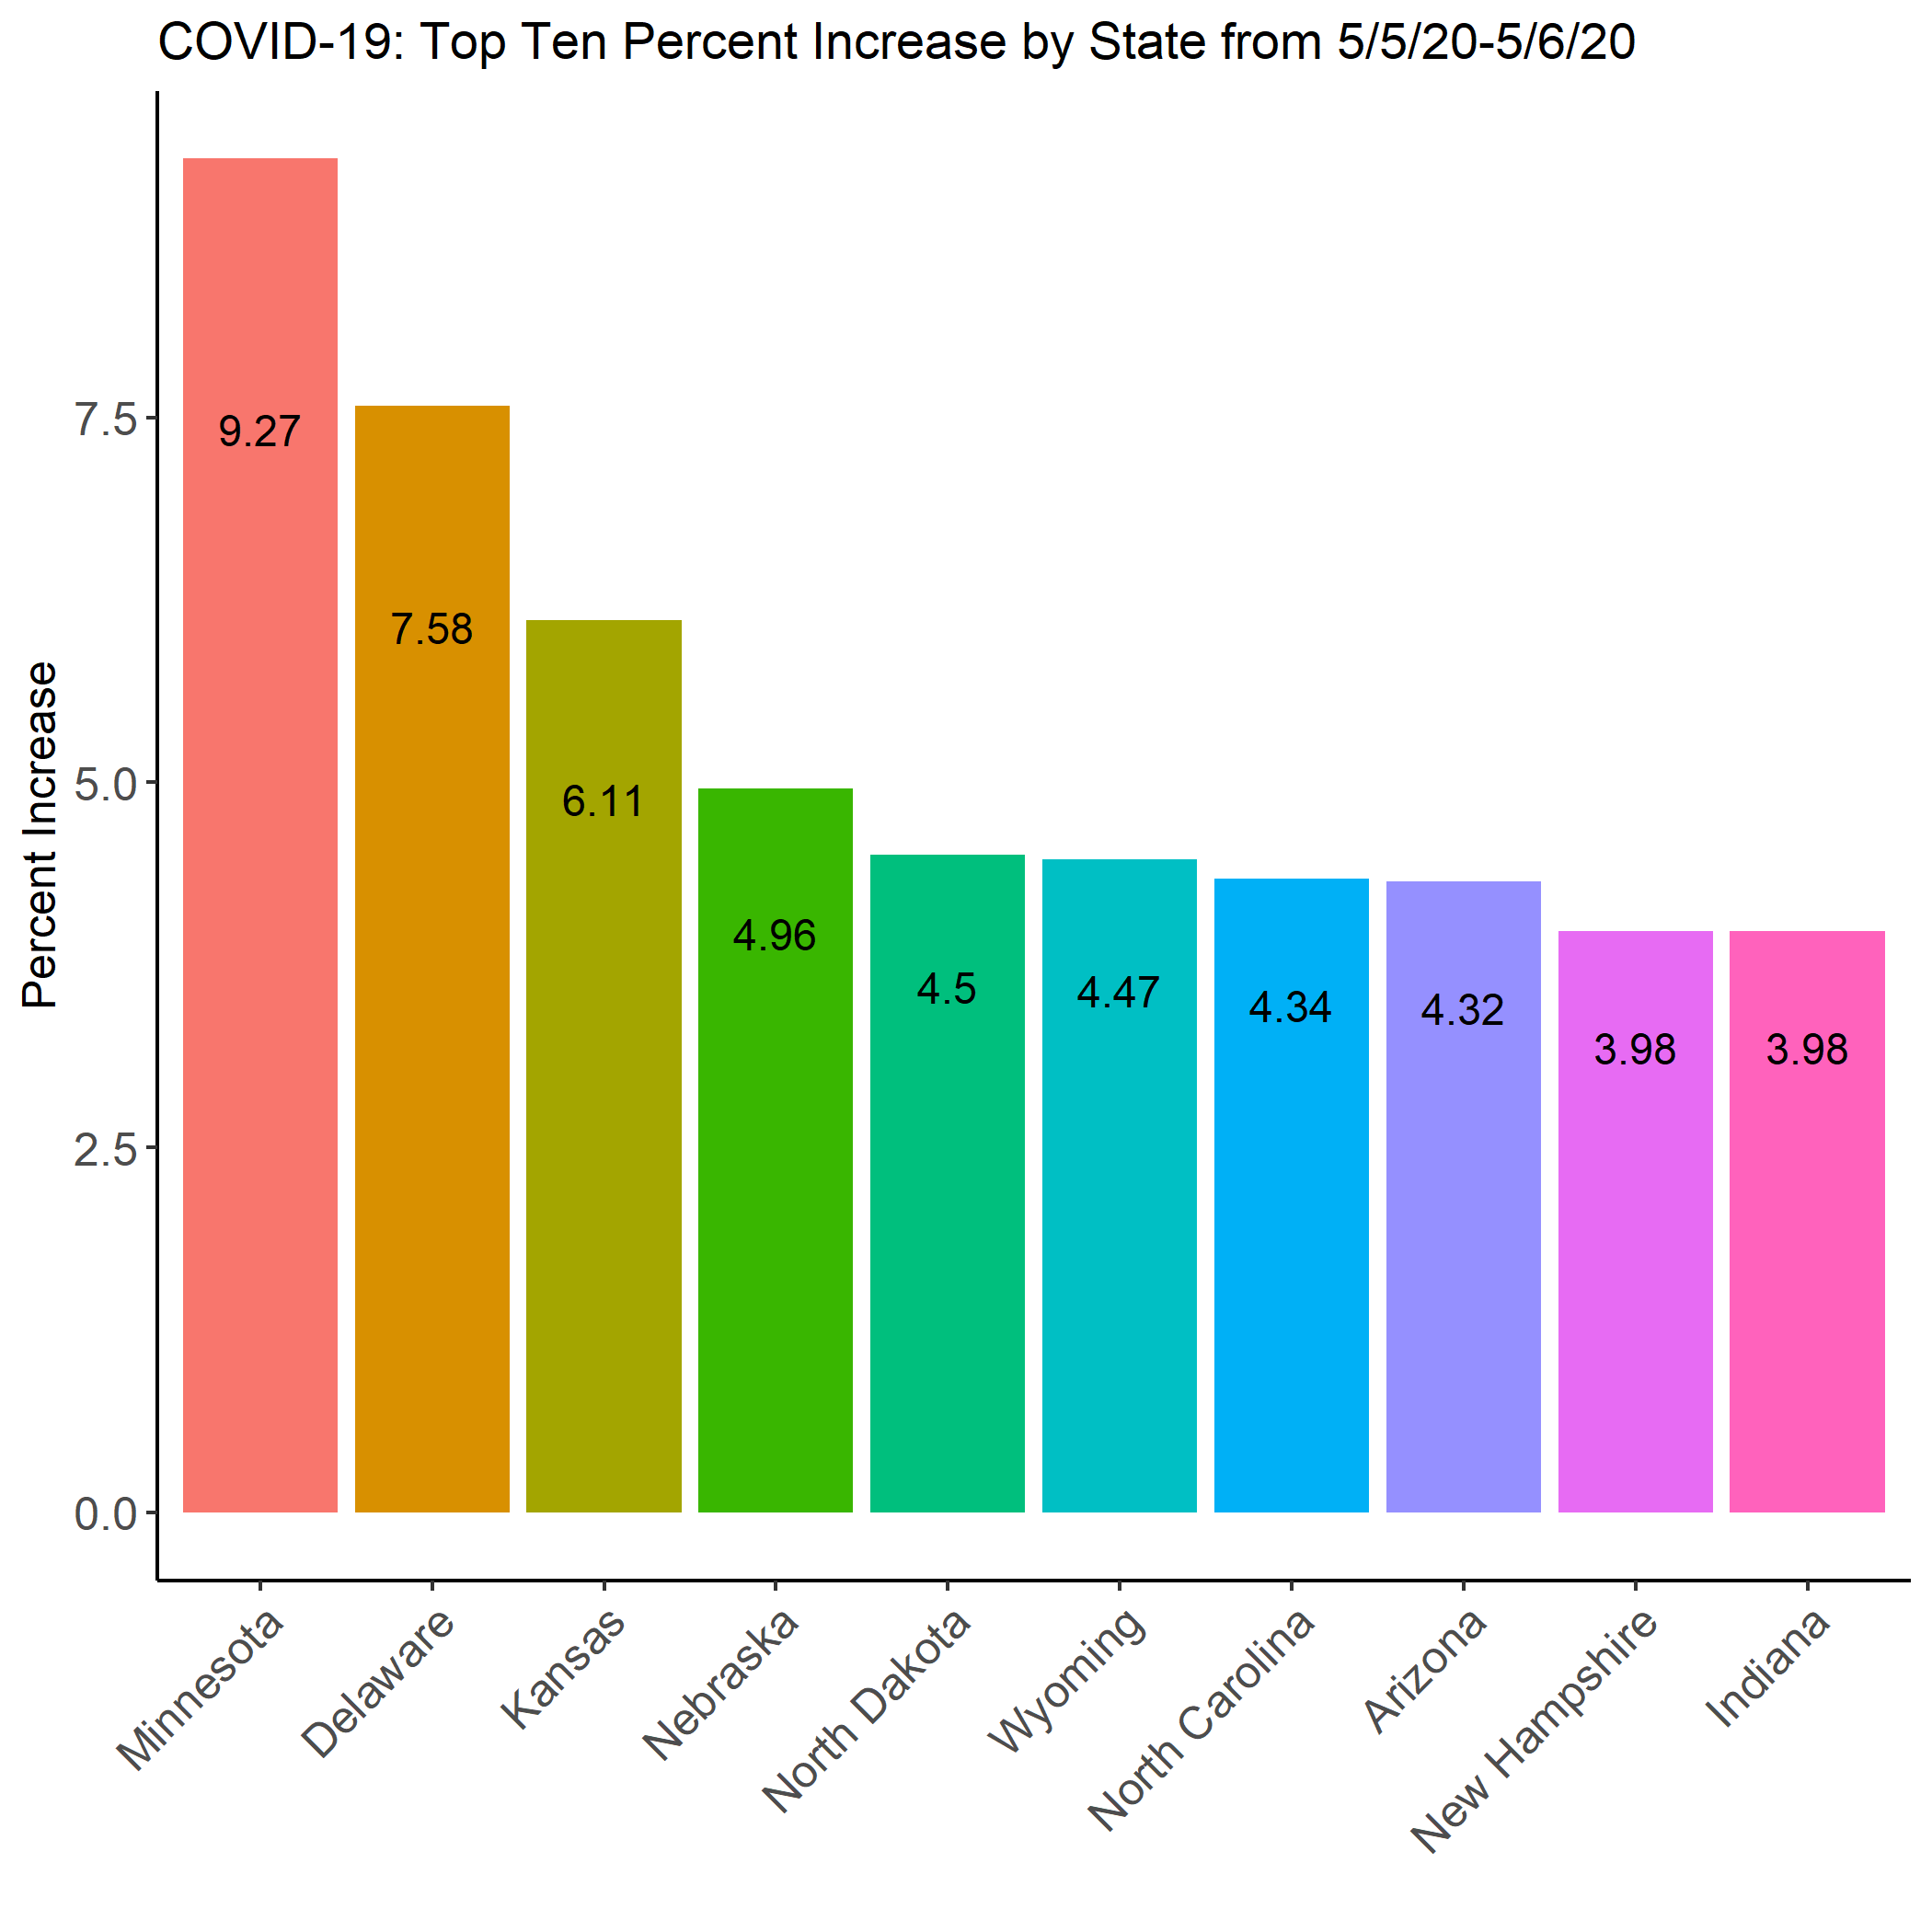 COVID-19: Top Ten Percent Increase by State from 5/5/20-5/6/20
Percent Increase
7.5
5.0
2.5
0.0
9.27
7.58
6.11
4.96
4.5
4.47
4.34
4.32
3.98
3.98
Minnesota
Delaware
Kansas
Nebraska
North Dakota
Wyoming
North Carolina
Arizona
New Hampshire
Indiana